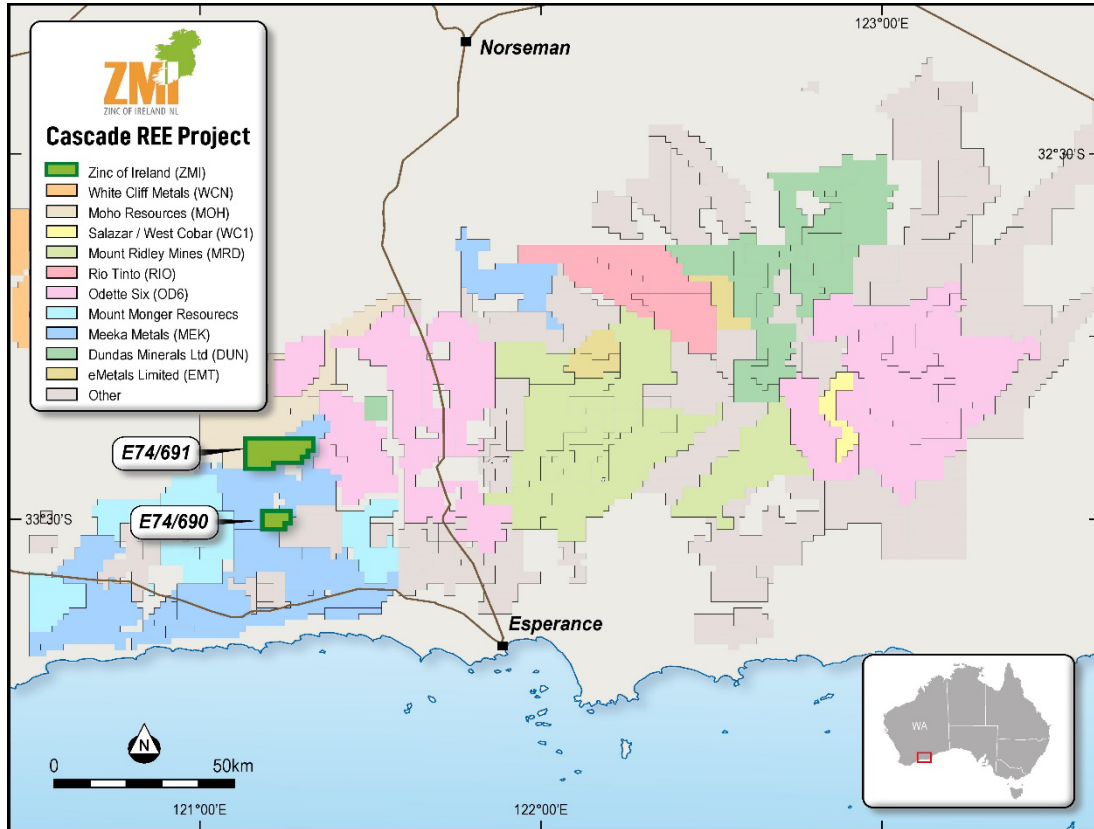 ZMI
ZINC OF IRELAND NL
Cascade REE Project
Zinc of Ireland (ZMI)
White Cliff Metals (WCN)
Moho Resources (MOH)
Salazar / West Cobar (WC1)
Mount Ridley Mines (MRD)
Rio Tinto (RIO)
Odette Six (OD6)
Mount Monger Resourecs
Meeka Metals (MEK)
Dundas Minerals Ltd (DUN)
eMetals Limited (EMT)
Other
Norseman
123°00'E
32°30'S
E74/691
33°30'S
E74/690
Esperance
WA
N
0 50km
121°00'E
122°00'E